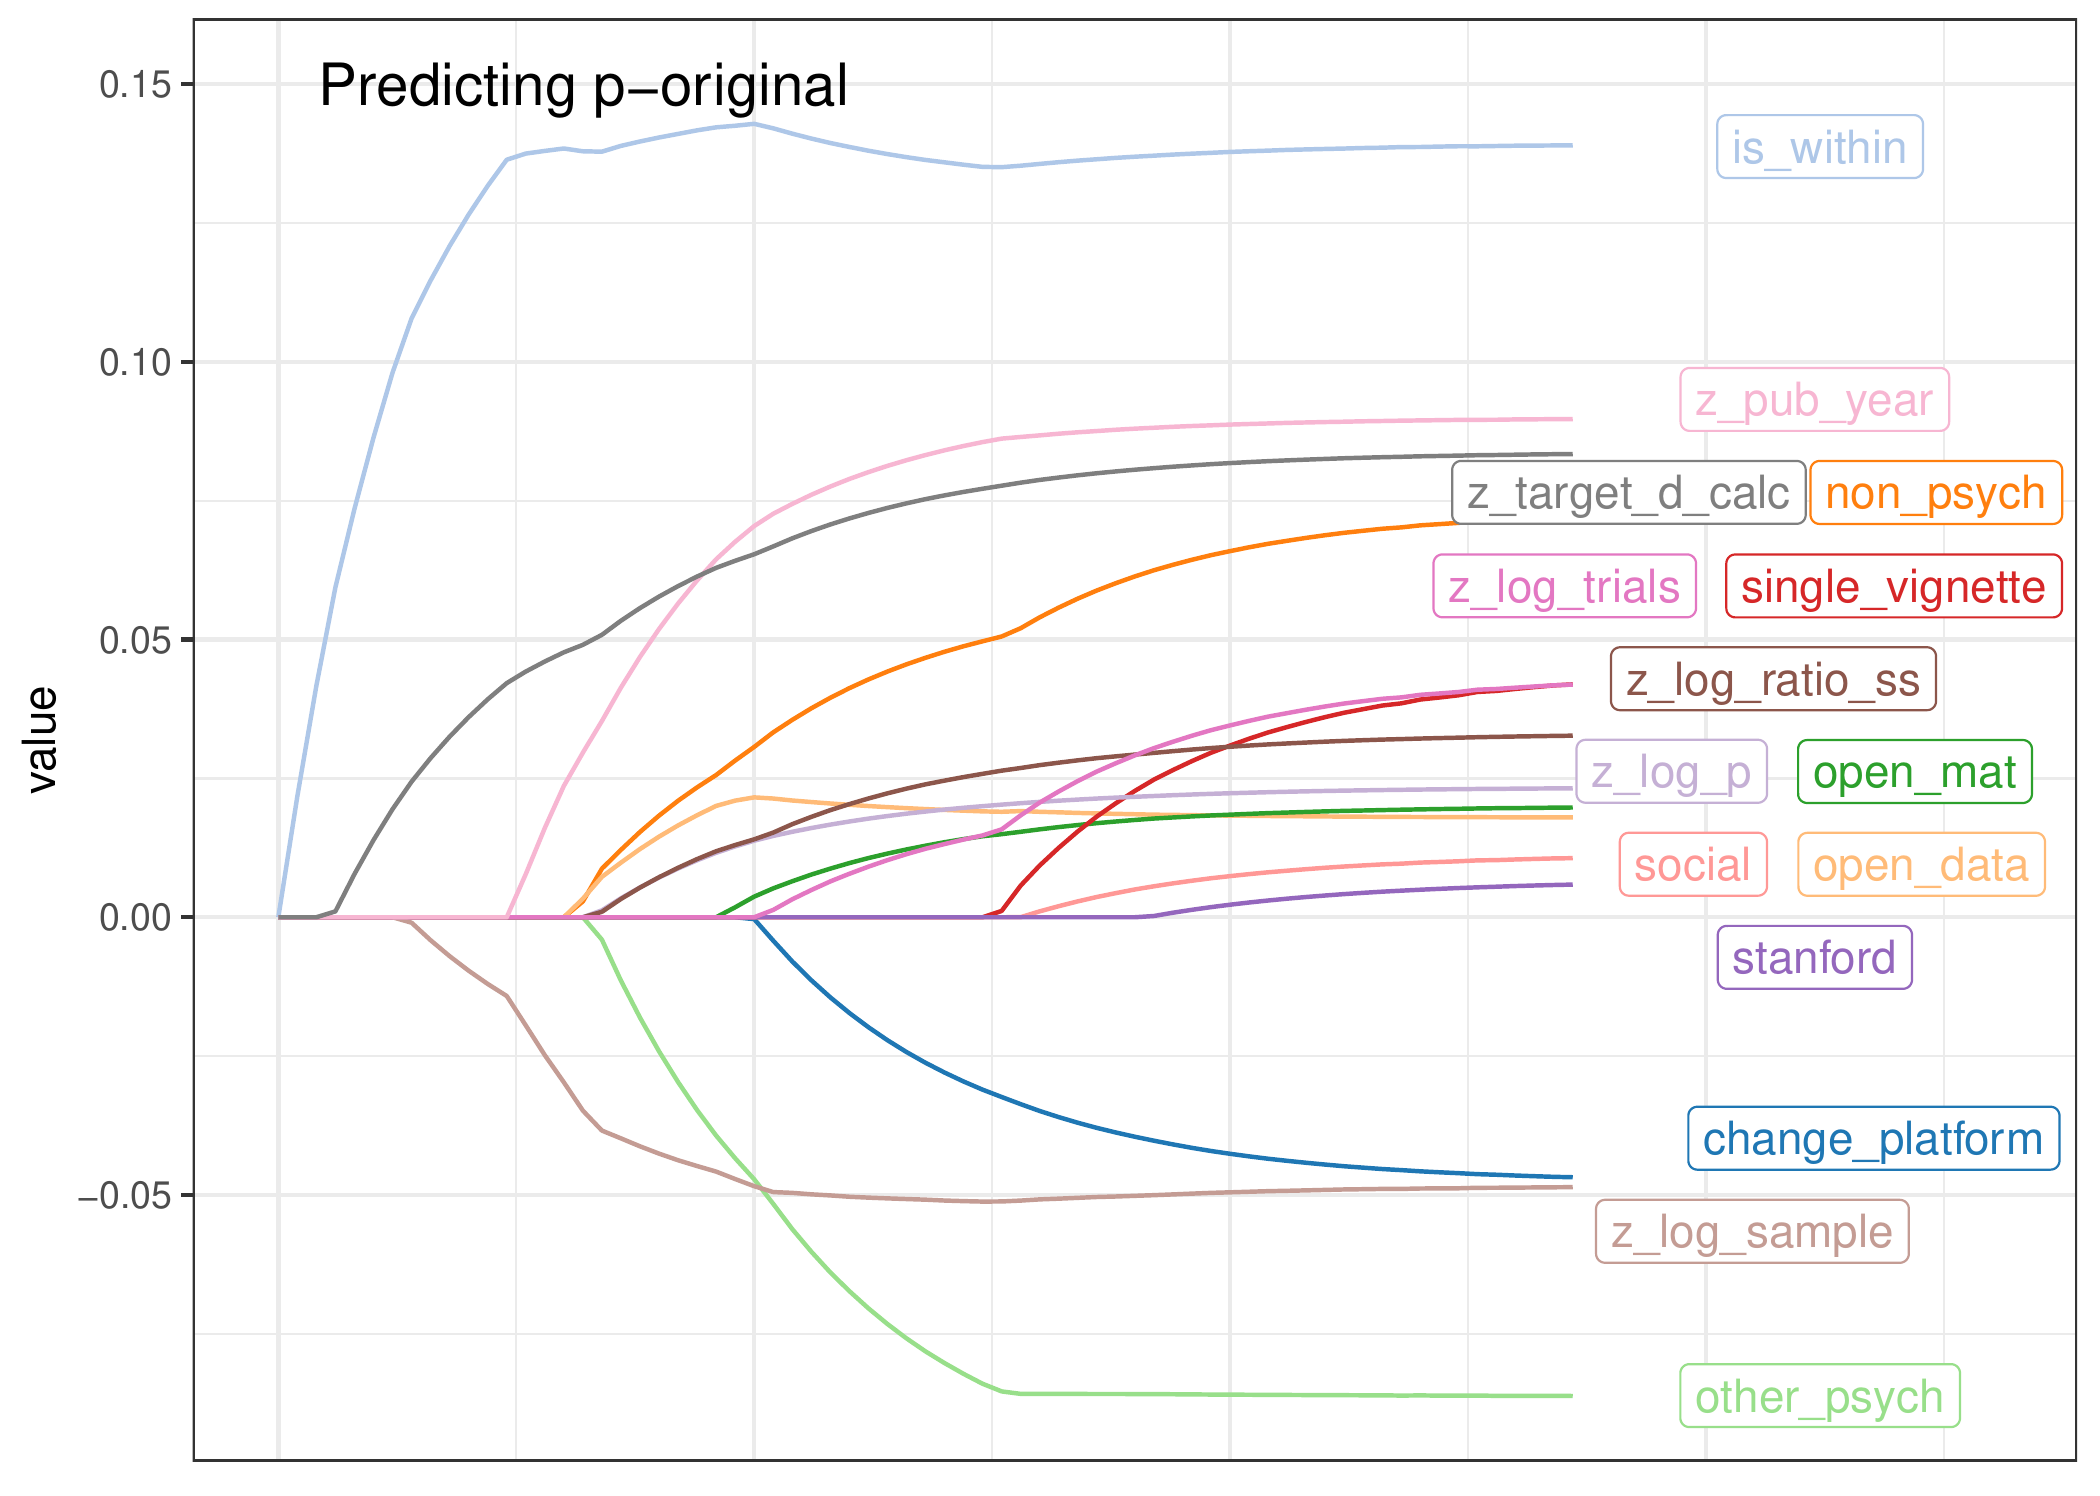 Predicting p−original
0.15
0.10
0.05
0.00
−0.05
value
is_within
z_pub_year
z_target_d_calc
non_psych
z_log_trials
single_vignette
z_log_ratio_ss
z_log_p
open_mat
social
open_data
stanford
change_platform
z_log_sample
other_psych